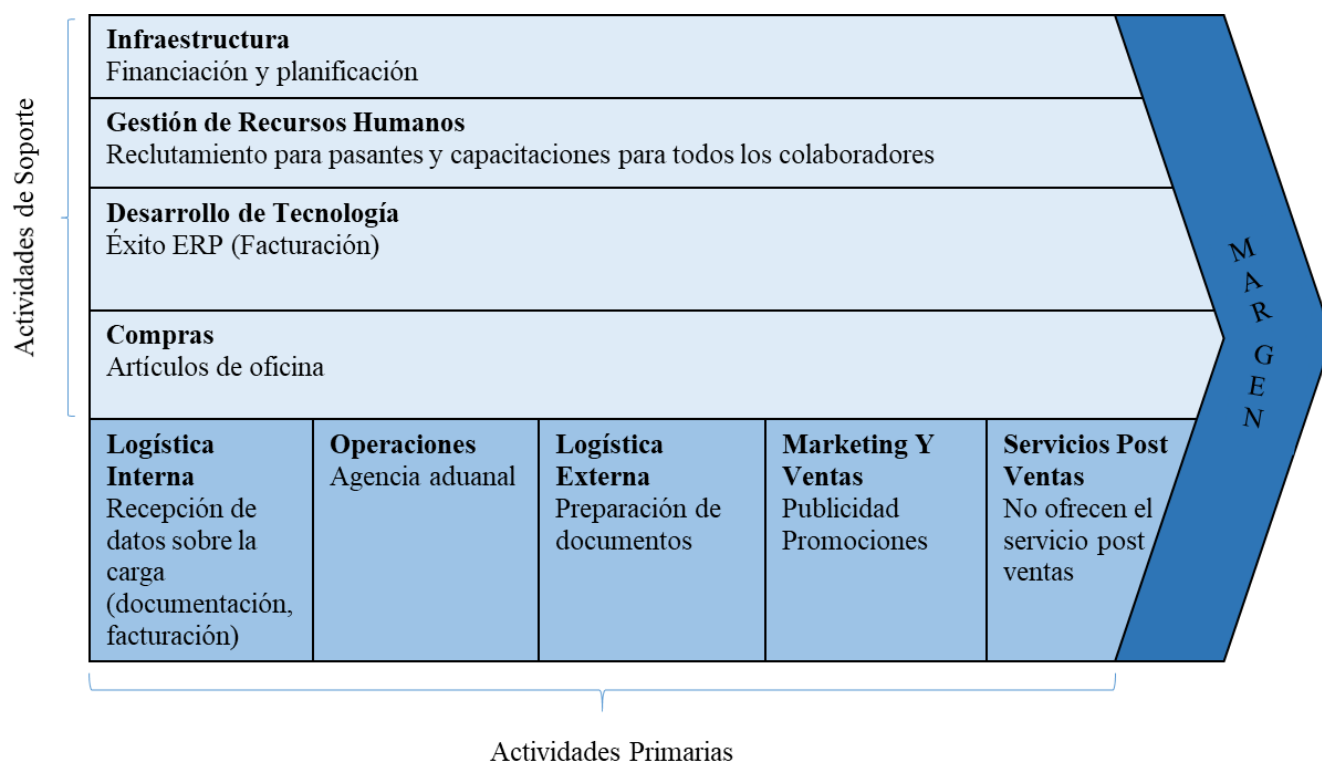 Actividades de Soporte
Infraestructura
Financiación y planificación
Gestión de Recursos Humanos
Reclutamiento para pasantes y capacitaciones para todos los colaboradores
Desarrollo de Tecnología
Éxito ERP (Facturación)
Compras
Artículos de oficina
Logística
Interna
Recepción de
datos sobre la
carga
(documentación,
facturación)
Operaciones
Agencia aduanal
Logística
Externa
Preparación de
documentos
Marketing Y
Ventas
Publicidad
Promociones
Servicios Post
Ventas
No ofrecen el
servicio post
ventas
MAR GEN
Actividades Primarias